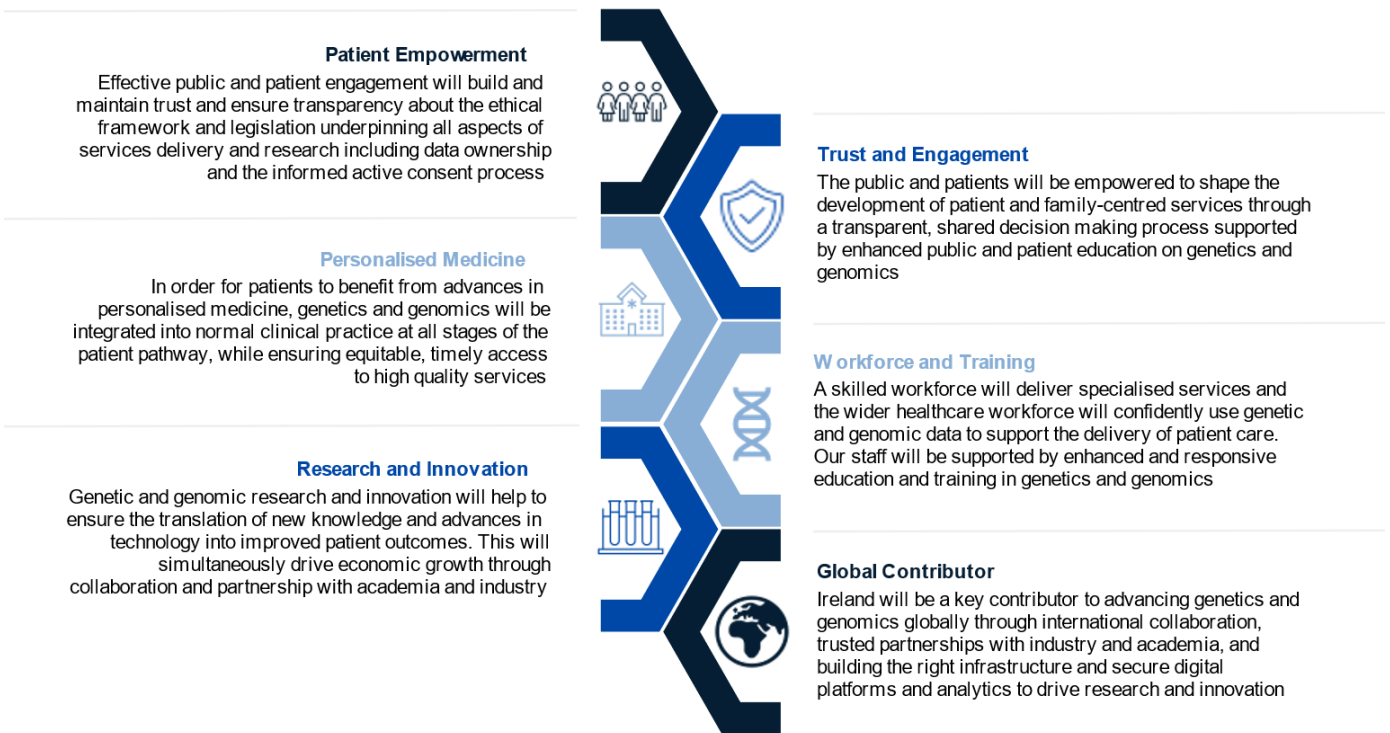 Patient Empowerment
Effective public and patient engagement will build and
maintain trust and ensure transparency about the ethical
framework and legislation underpinning all aspects of
services delivery and research including data ownership
and the informed active consent process
Trust and Engagement
The public and patients will be empowered to shape the
development of patient and family-centred services through
a transparent, shared decision making process supported
by enhanced public and patient education on genetics and
genomics
Personalised Medicine
In order for patients to benefit from advances in
personalised medicine, genetics and genomics will be
integrated into normal clinical practice at all stages of the
patient pathway, while ensuring equitable, timely access
to high quality services
Workforce and Training
A skilled workforce will deliver specialised services and
the wider healthcare workforce will confidently use genetic
and genomic data to support the delivery of patient care.
Our staff will be supported by enhanced and responsive
education and training in genetics and genomics
Research and Innovation
Genetic and genomic research and innovation will help to
ensure the translation of new knowledge and advances in
technology into improved patient outcomes. This will
simultaneously drive economic growth through
collaboration and partnership with academia and industry
Global Contributor
Ireland will be a key contributor to advancing genetics and
genomics globally through international collaboration,
trusted partnerships with industry and academia, and
building the right infrastructure and secure digital
platforms and analytics to drive research and innovation